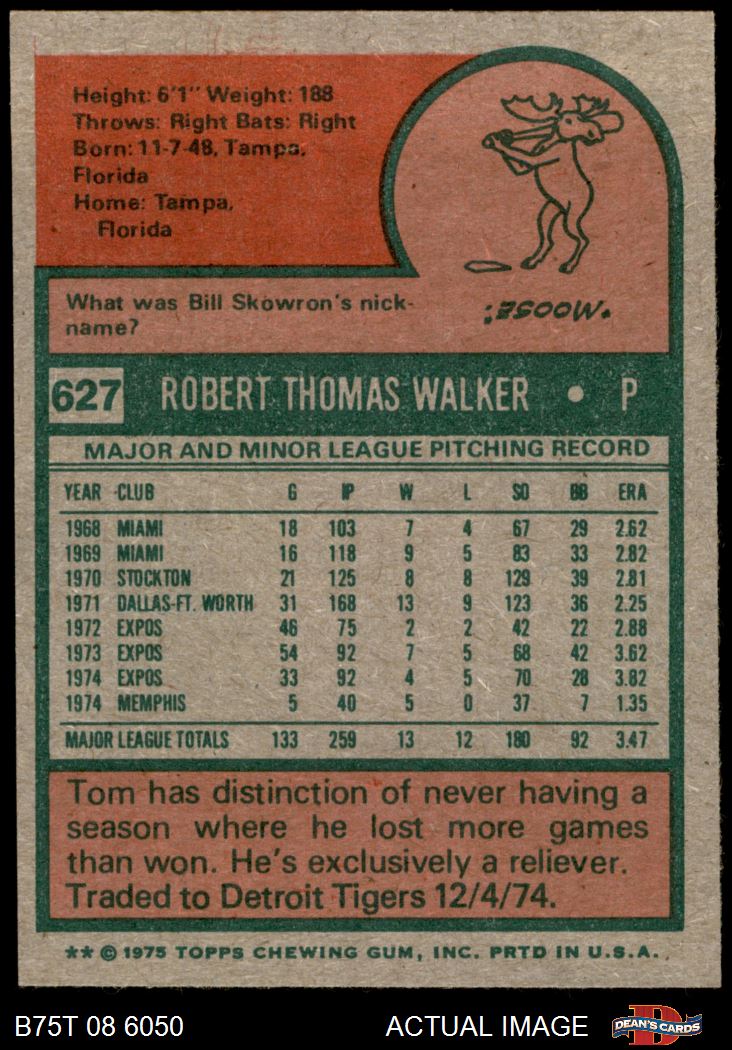 Height: 6'1" Weight: 188
Throws: Right Bats: Right
Born: 11-7-48, Tampa,
Florida
Home: Tampa,
Florida
What was Bill Skowron's nick-
name?
"Moose."
627 ROBERT THOMAS WALKER • P
MAJOR AND MINOR LEAGUE PITCHING RECORD
YEAR CLUB G IP W L SO BB ERA
1968 MIAMI 18 103 7 4 67 29 2.62
1969 MIAMI 16 118 9 5 83 33 2.82
1970 STOCKTON 21 125 8 8 129 39 2.81
1971 DALLAS-FT. WORTH 31 168 13 9 123 36 2.25
1972 EXPOS 46 75 2 2 42 22 2.88
1973 EXPOS 54 92 7 5 68 42 3.62
1974 EXPOS 33 92 4 5 70 28 3.82
1974 MEMPHIS 5 40 5 0 37 7 1.35
MAJOR LEAGUE TOTALS 133 259 13 12 180 92 3.47
Tom has distinction of never having a
season where he lost more games
than won. He's exclusively a reliever.
Traded to Detroit Tigers 12/4/74.
** © 1975 TOPPS CHEWING GUM, INC. PRTD IN U.S.A.
B75T 08 6050 ACTUAL IMAGE D DEAN'S CARDS